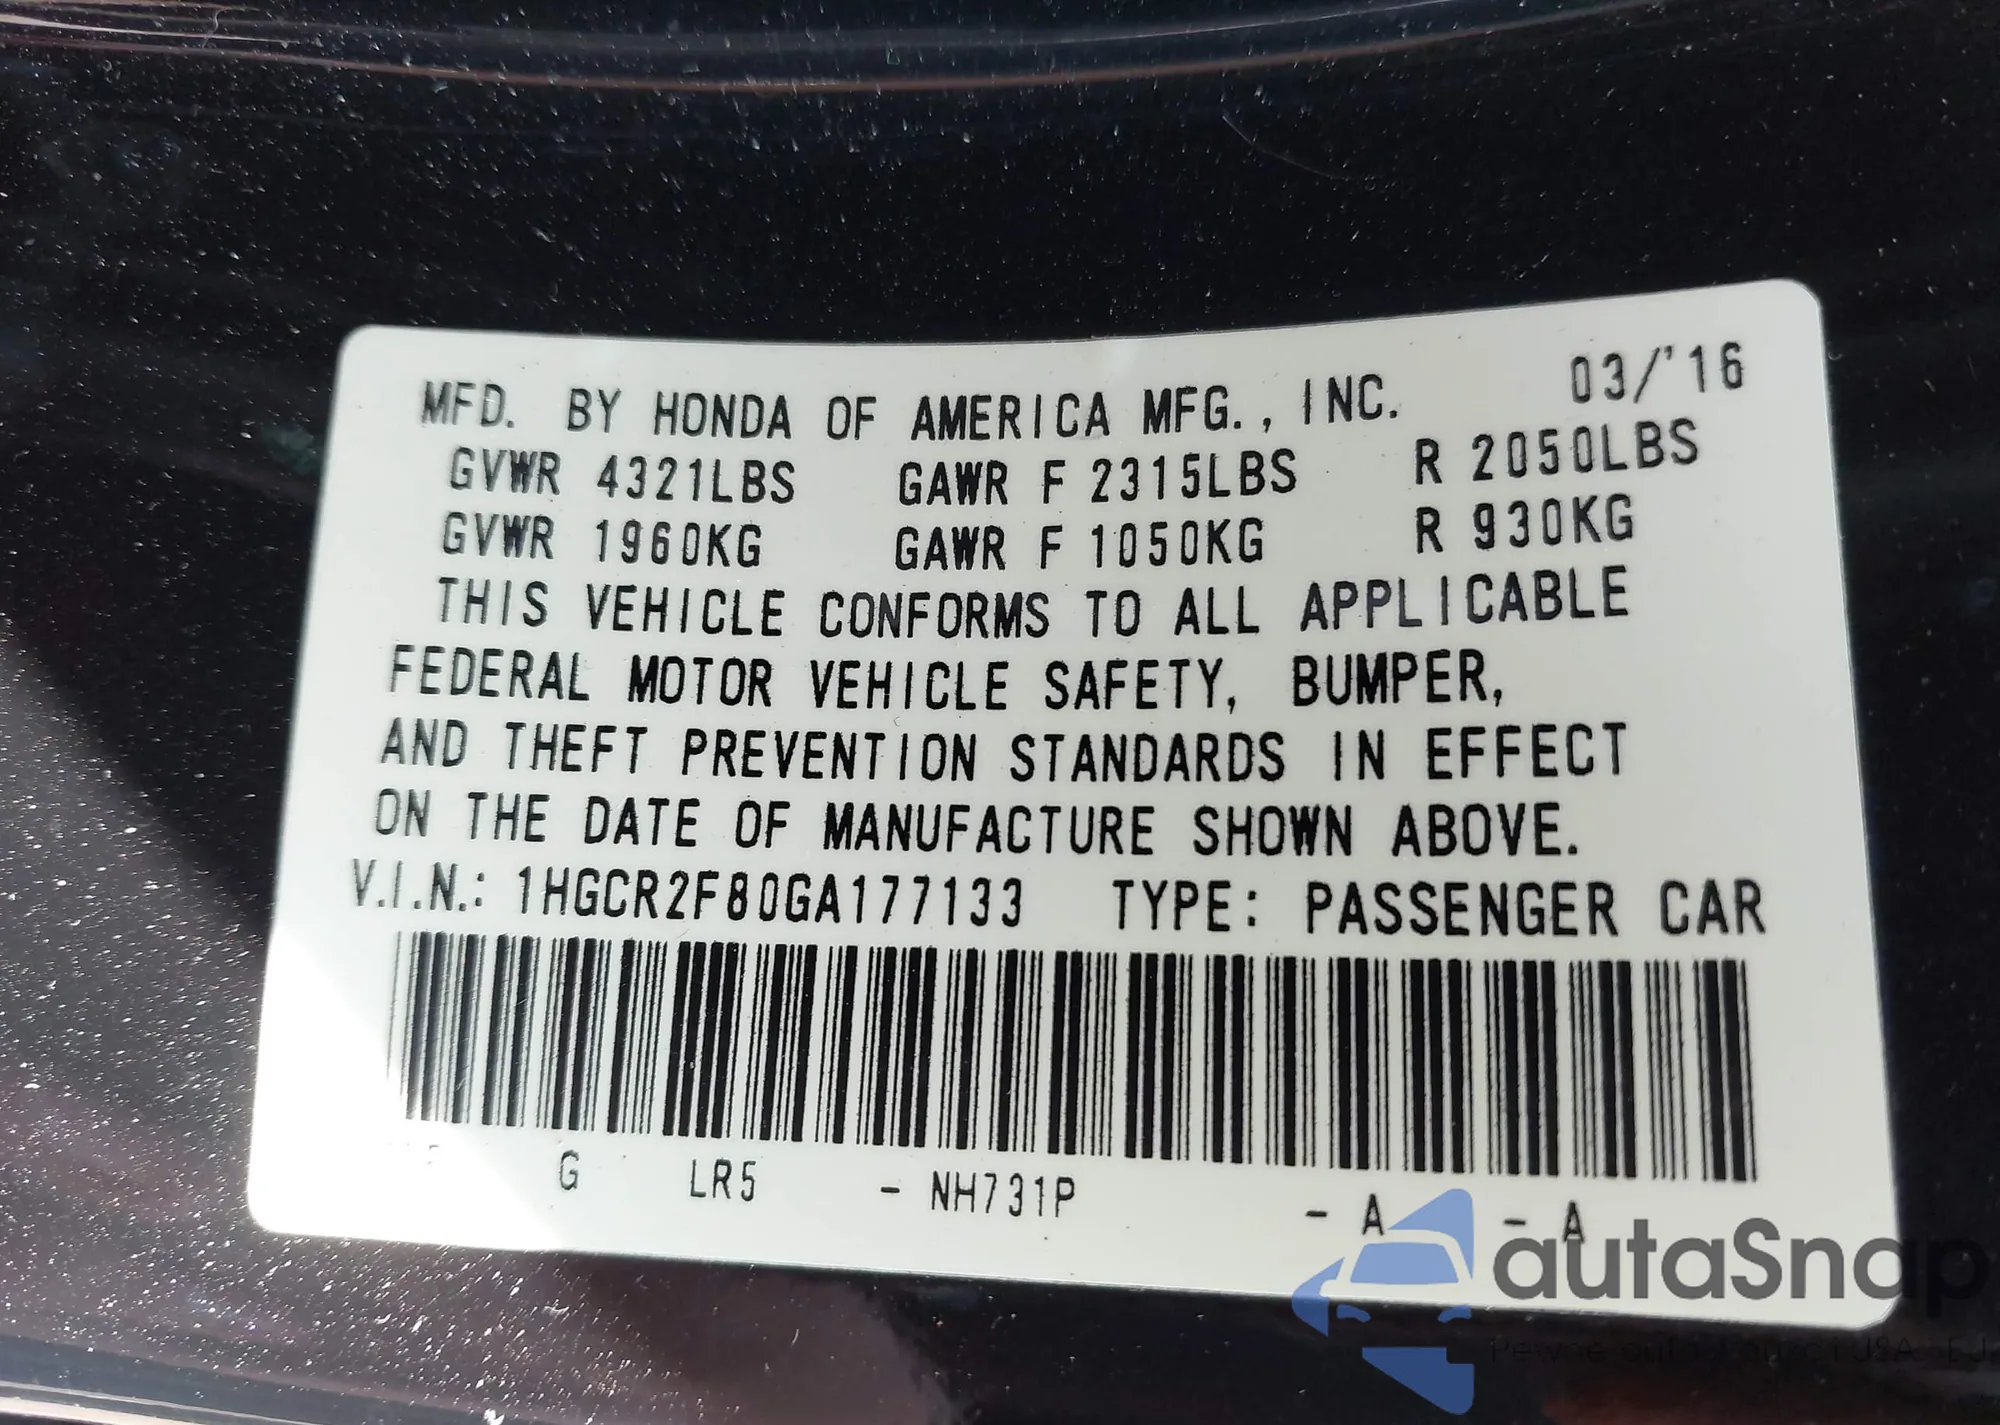 MFD. BY HONDA OF AMERICA MFG., INC. 03/'16
GVWR 4321LBS GAWR F 2315LBS R 2050LBS
GVWR 1960KG GAWR F 1050KG R 930KG
THIS VEHICLE CONFORMS TO ALL APPLICABLE
FEDERAL MOTOR VEHICLE SAFETY, BUMPER,
AND THEFT PREVENTION STANDARDS IN EFFECT
ON THE DATE OF MANUFACTURE SHOWN ABOVE.
V.I.N.: 1HGCR2F80GA177133 TYPE: PASSENGER CAR
G LR5 - NH731P - A - A
autaSnap